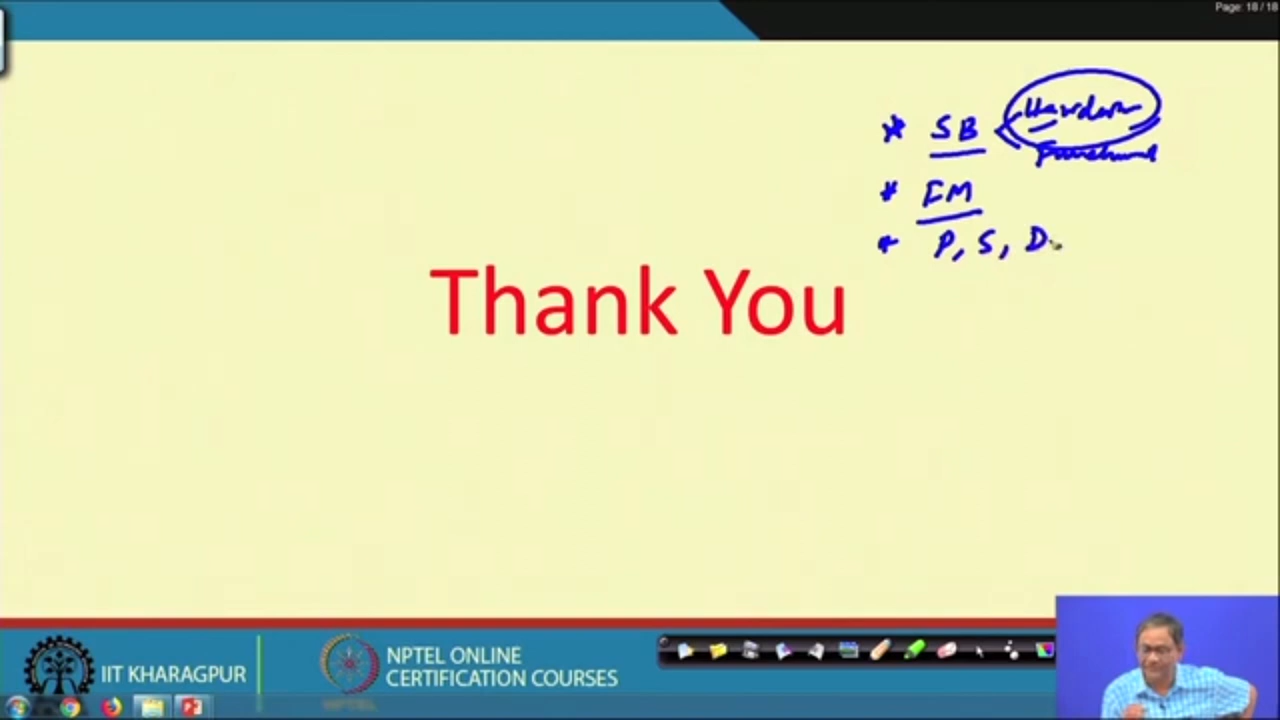 Page: 18 / 18
* SB
* EM
* P, S, D
Thank You
IIT KHARAGPUR
NPTEL ONLINE
CERTIFICATION COURSES